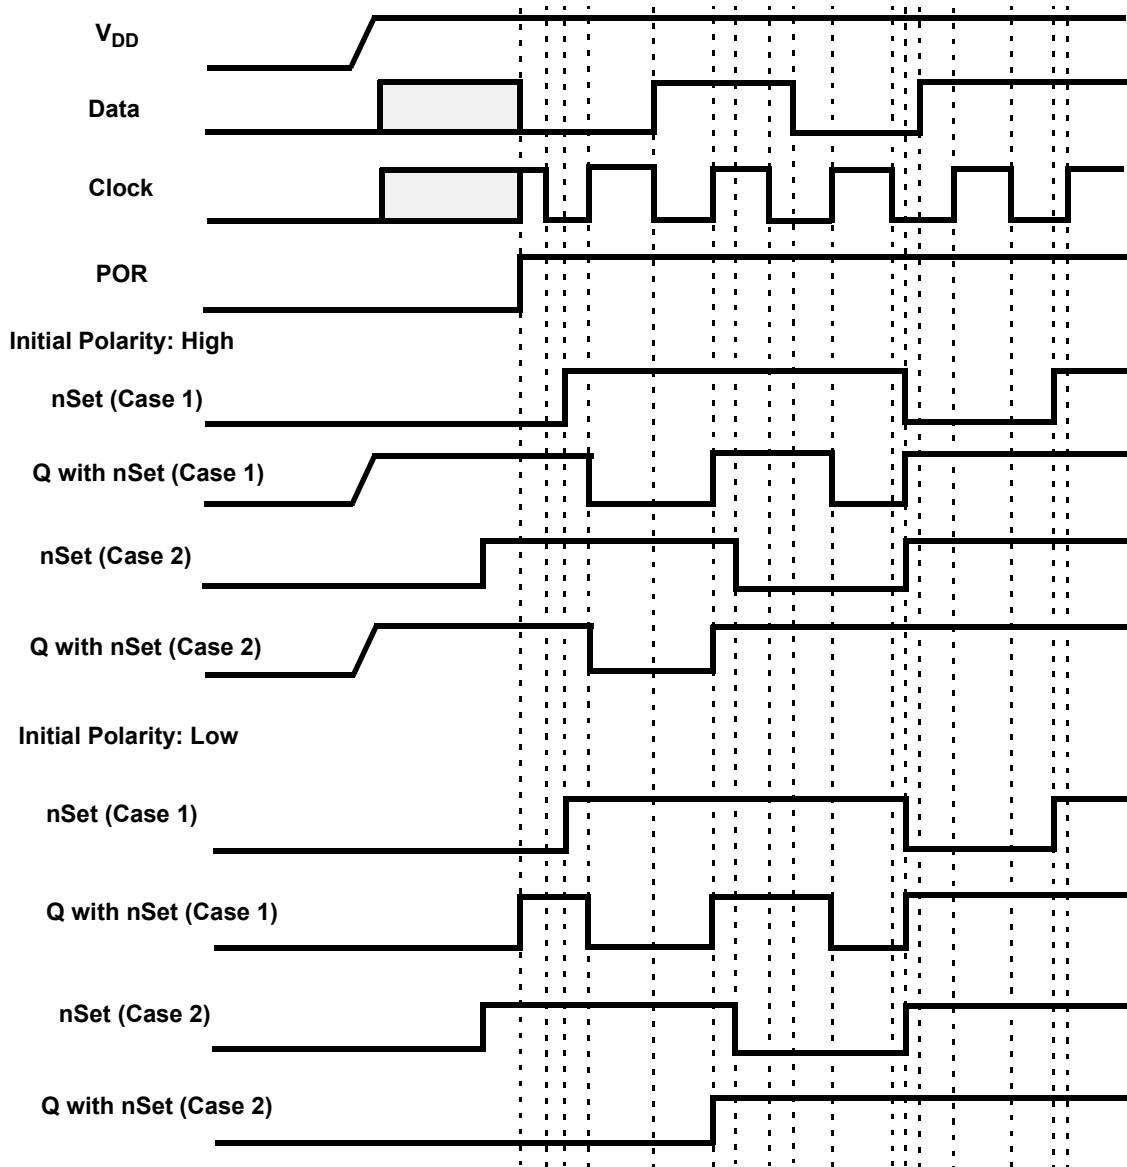 V_DD
Data
Clock
POR
Initial Polarity: High
nSet (Case 1)
Q with nSet (Case 1)
nSet (Case 2)
Q with nSet (Case 2)
Initial Polarity: Low
nSet (Case 1)
Q with nSet (Case 1)
nSet (Case 2)
Q with nSet (Case 2)